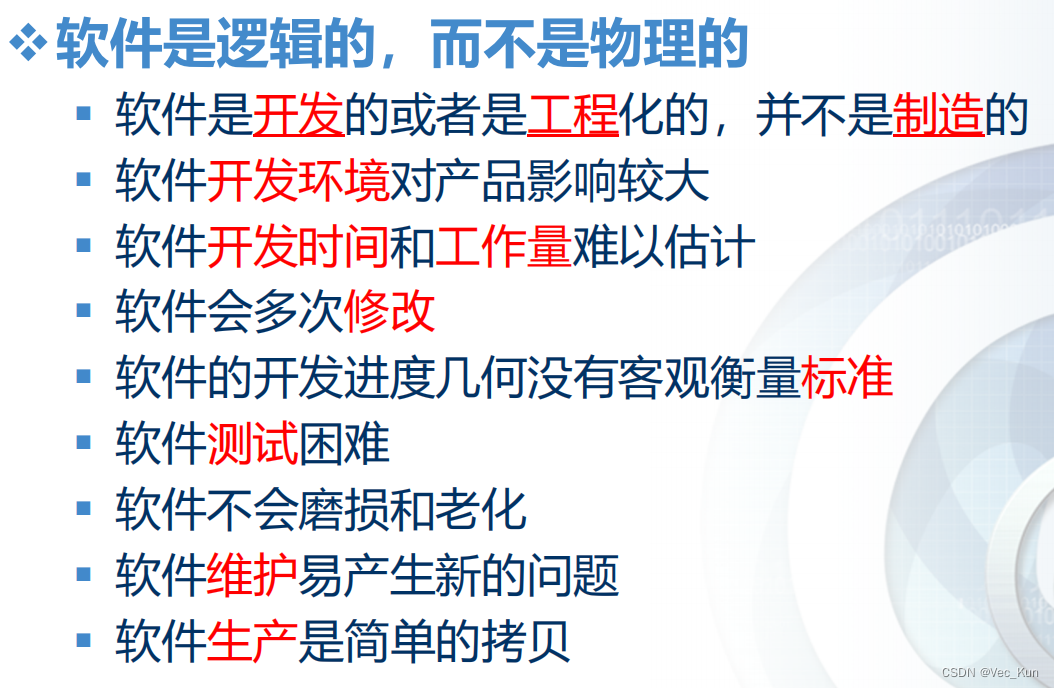 软件是逻辑的，而不是物理的
软件是开发的或者是工程化的，并不是制造的
软件开发环境对产品影响较大
软件开发时间和工作量难以估计
软件会多次修改
软件的开发进度几何没有客观衡量标准
软件测试困难
软件不会磨损和老化
软件维护易产生新的问题
软件生产是简单的拷贝
CSDN @Vec_Kun